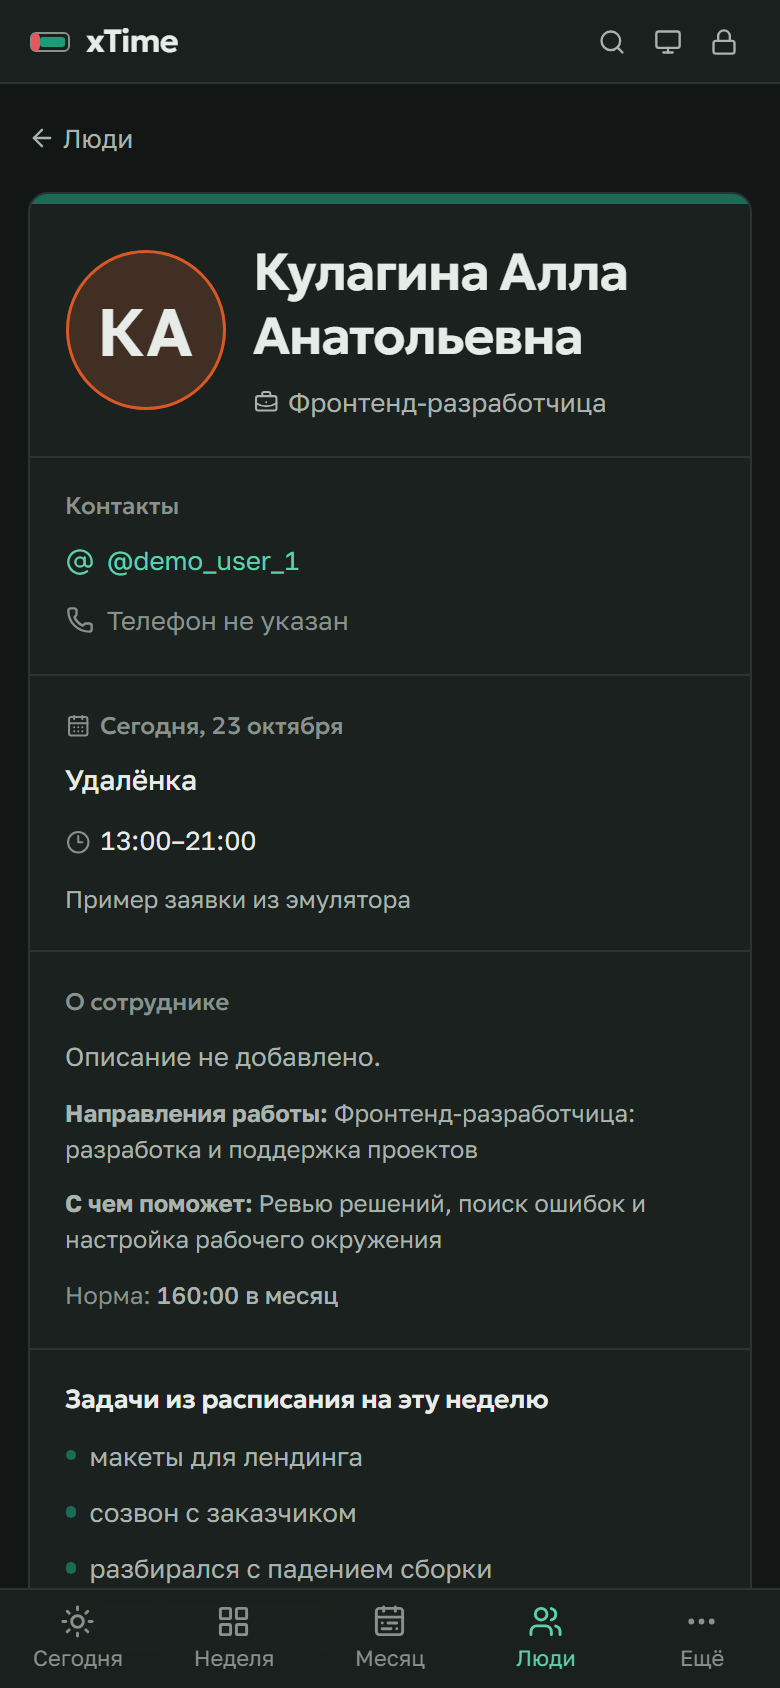 xTime
Люди
КА
Кулагина Алла
Анатольевна
Фронтенд-разработчица
Контакты
@demo_user_1
Телефон не указан
Сегодня, 23 октября
Удалёнка
13:00–21:00
Пример заявки из эмулятора
О сотруднике
Описание не добавлено.
Направления работы: Фронтенд-разработчица:
разработка и поддержка проектов
С чем поможет: Ревью решений, поиск ошибок и
настройка рабочего окружения
Норма: 160:00 в месяц
Задачи из расписания на эту неделю
макеты для лендинга
созвон с заказчиком
разбирался с падением сборки
Сегодня
Неделя
Месяц
Люди
Ещё